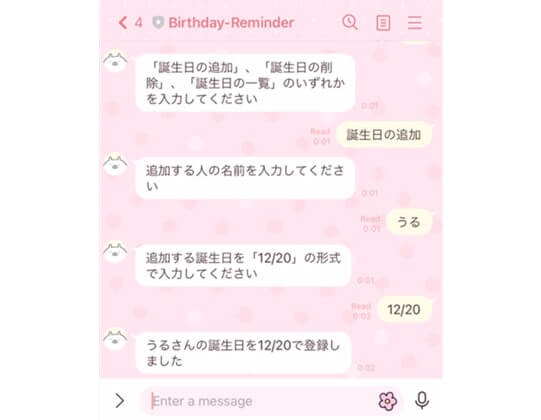 4 Birthday-Reminder
「誕生日の追加」、「誕生日の削
除」、「誕生日の一覧」のいずれか
を入力してください
0:01
Read
0:01
誕生日の追加
追加する人の名前を入力してくださ
い
0:01
Read
0:01
うる
追加する誕生日を「12/20」の形式
で入力してください
0:01
Read
0:02
12/20
うるさんの誕生日を12/20で登録し
ました
0:02
Enter a message